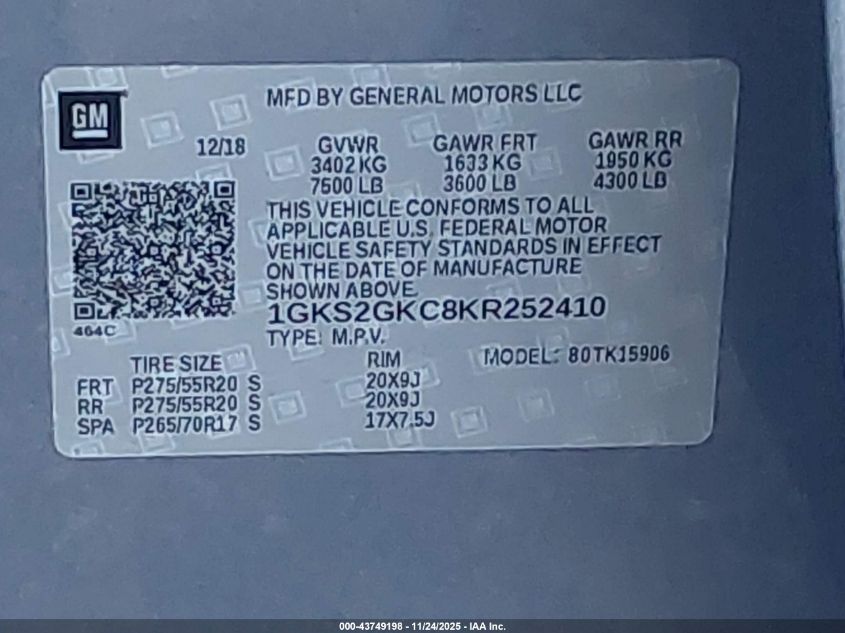 GM
MFD BY GENERAL MOTORS LLC
12/18 GVWR GAWR FRT GAWR RR
3402 KG 1633 KG 1950 KG
7500 LB 3600 LB 4300 LB
THIS VEHICLE CONFORMS TO ALL
APPLICABLE U.S. FEDERAL MOTOR
VEHICLE SAFETY STANDARDS IN EFFECT
ON THE DATE OF MANUFACTURE
SHOWN ABOVE.
1GKS2GKC8KR252410
464C
TYPE: M.P.V.
TIRE SIZE RIM MODEL: 80TK15906
FRT P275/55R20 S 20X9J
RR P275/55R20 S 20X9J
SPA P265/70R17 S 17X7.5J
000-43749198 - 11/24/2025 - IAA Inc.